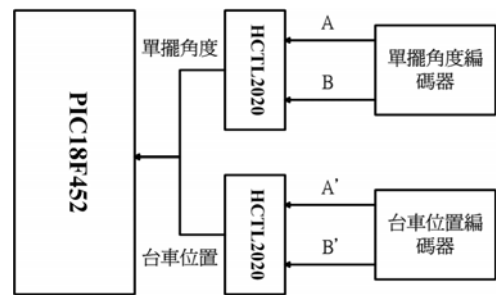 PIC18F452
單擺角度
台車位置
HCTL2020
HCTL2020
A
B
A'
B'
單擺角度編
碼器
台車位置編
碼器